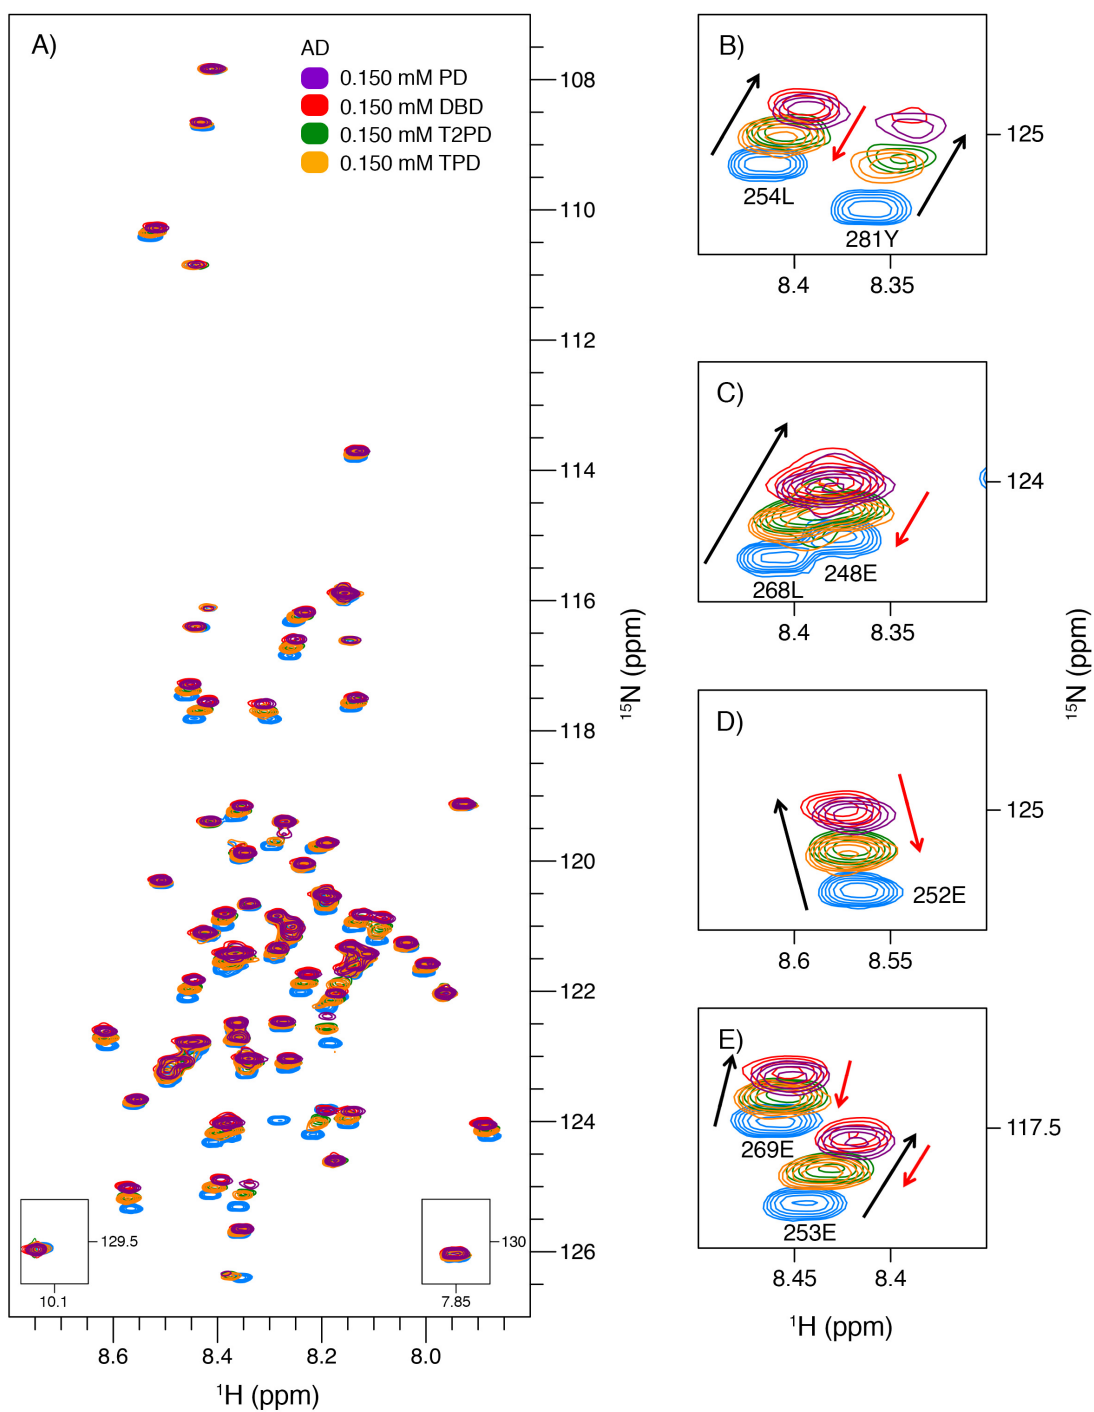 A)
AD
0.150 mM PD
0.150 mM DBD
0.150 mM T2PD
0.150 mM TPD
108
110
112
114
116
118
120
122
124
126
¹⁵N (ppm)
129.5
10.1
130
7.85
8.6
8.4
8.2
8.0
¹H (ppm)
B)
254L
281Y
125
8.4
8.35
C)
268L
248E
124
8.4
8.35
¹⁵N (ppm)
D)
252E
125
8.6
8.55
E)
269E
253E
117.5
8.45
8.4
¹H (ppm)